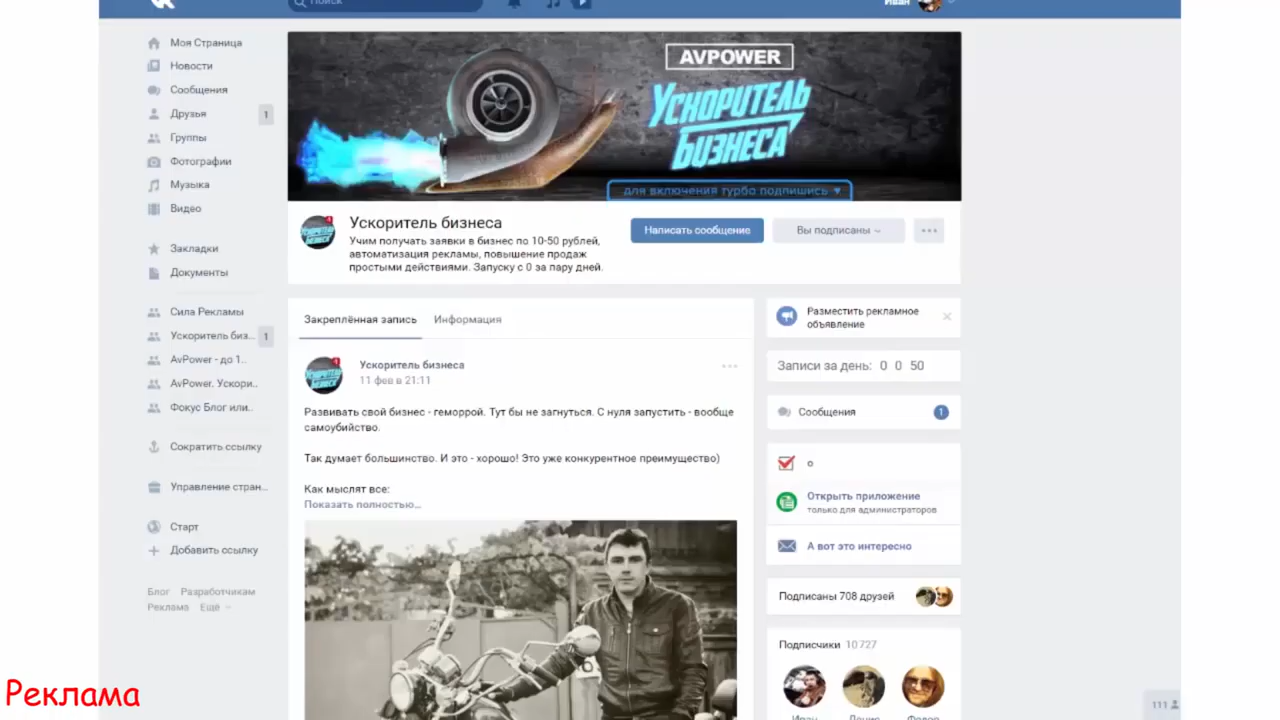 Поиск
Иван
Моя Страница
Новости
Сообщения
Друзья 1
Группы
Фотографии
Музыка
Видео
Закладки
Документы
Сила Рекламы
Ускоритель биз... 1
AvPower - до 1..
AvPower. Ускори..
Фокус Блог или..
Сократить ссылку
Управление стран...
Старт
Добавить ссылку
Блог Разработчикам
Реклама Ещё
AVPOWER
УСКОРИТЕЛЬ
БИЗНЕСА
для включения турбо подпишись ▼
Ускоритель бизнеса
Учим получать заявки в бизнес по 10-50 рублей,
автоматизация рекламы, повышение продаж
простыми действиями. Запуску с 0 за пару дней.
Написать сообщение
Вы подписаны
Закреплённая запись Информация
Ускоритель бизнеса
11 фев в 21:11
Развивать свой бизнес - геморрой. Тут бы не загнуться. С нуля запустить - вообще
самоубийство.
Так думает большинство. И это - хорошо! Это уже конкурентное преимущество)
Как мыслят все:
Показать полностью...
Разместить рекламное
объявление
Записи за день: 0 0 50
Сообщения 1
о
Открыть приложение
только для администраторов
А вот это интересно
Подписаны 708 друзей
Подписчики 10 727
Иван Денис Федор
111
Реклама